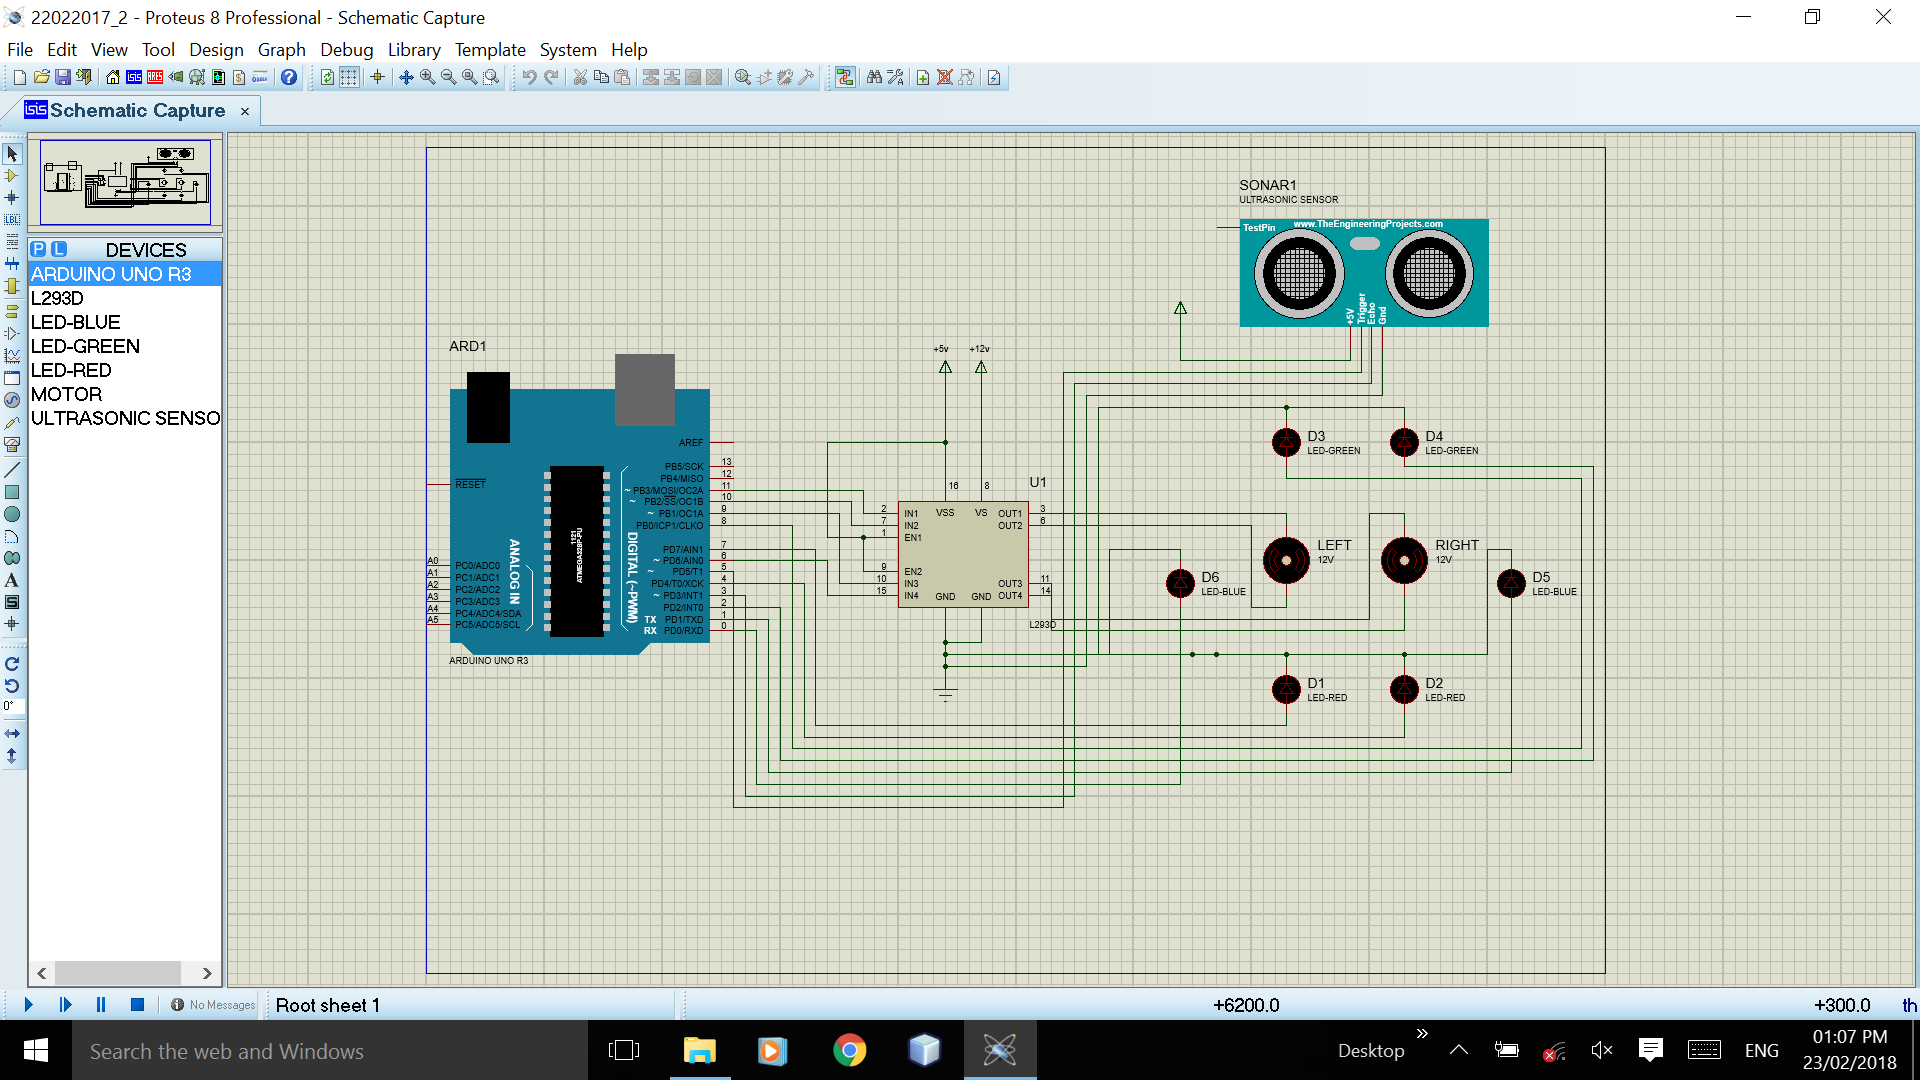 22022017_2 - Proteus 8 Professional - Schematic Capture
File Edit View Tool Design Graph Debug Library Template System Help
isis Schematic Capture ×
LBL
P L DEVICES
ARDUINO UNO R3
L293D
LED-BLUE
LED-GREEN
LED-RED
MOTOR
ULTRASONIC SENSO
A
S
0°
SONAR1
ULTRASONIC SENSOR
TestPin www.TheEngineeringProjects.com
+5V
Trigger
Echo
Gnd
ARD1
+5v +12v
AREF
RESET
PB5/SCK 13
PB4/MISO 12
~ PB3/MOSI/OC2A 11
~ PB2/SS/OC1B 10
~ PB1/OC1A 9
PB0/ICP1/CLKO 8
PD7/AIN1 7
~ PD6/AIN0 6
~ PD5/T1 5
PD4/T0/XCK 4
~ PD3/INT1 3
PD2/INT0 2
TX PD1/TXD 1
RX PD0/RXD 0
DIGITAL (~PWM)
ANALOG IN
1121
ATMEGA328P-PU
A0 PC0/ADC0
A1 PC1/ADC1
A2 PC2/ADC2
A3 PC3/ADC3
A4 PC4/ADC4/SDA
A5 PC5/ADC5/SCL
ARDUINO UNO R3
16 8 U1
2 IN1 VSS VS OUT1 3
7 IN2 OUT2 6
1 EN1
9 EN2
10 IN3 OUT3 11
15 IN4 GND GND OUT4 14
L293D
D3
LED-GREEN
D4
LED-GREEN
LEFT
12V
RIGHT
12V
D6
LED-BLUE
D5
LED-BLUE
D1
LED-RED
D2
LED-RED
No Messages Root sheet 1 +6200.0 +300.0 th
Search the web and Windows
Desktop
ENG
01:07 PM
23/02/2018